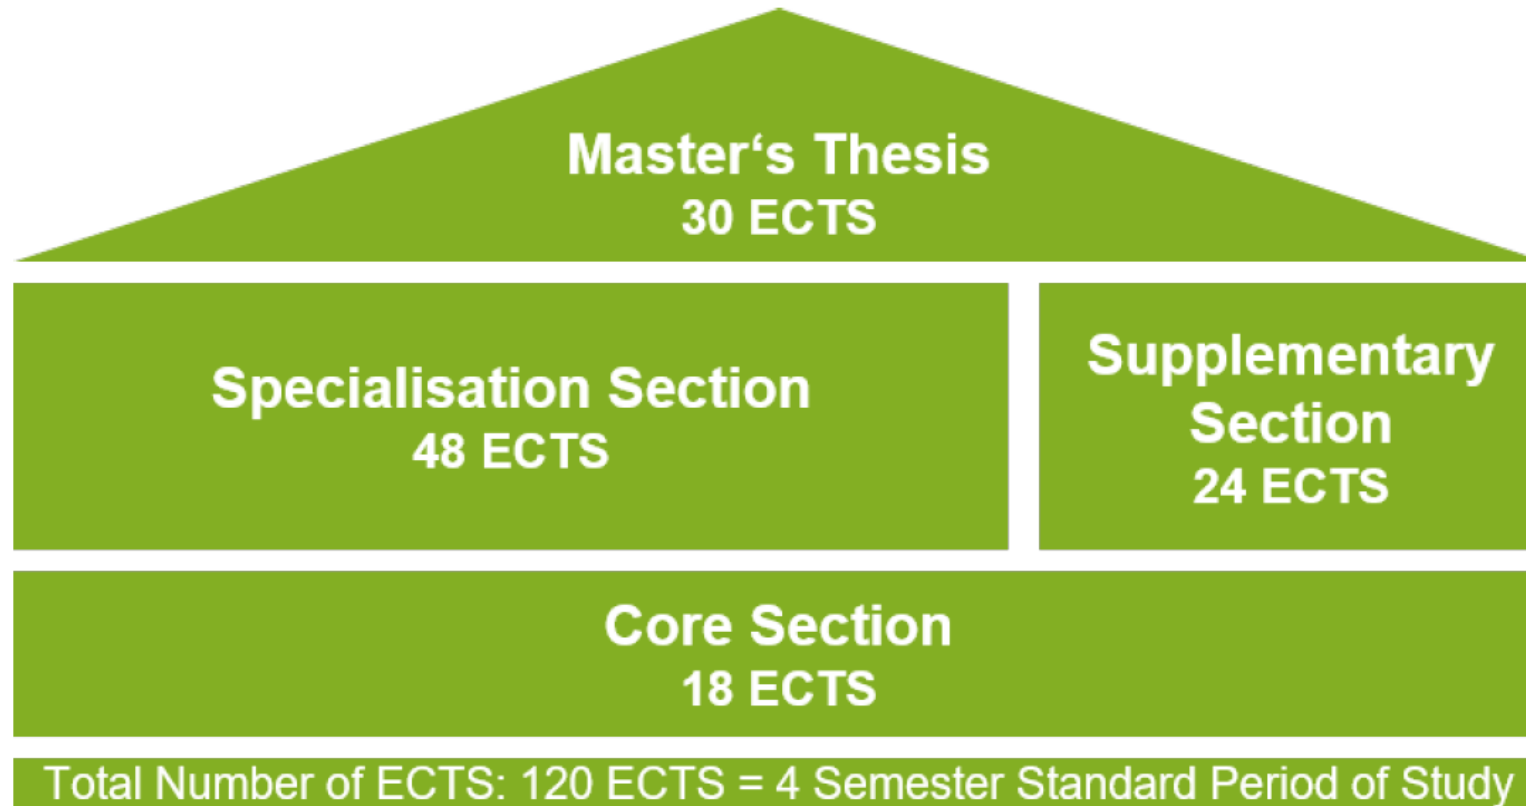 Master‘s Thesis
30 ECTS
Specialisation Section
48 ECTS
Supplementary
Section
24 ECTS
Core Section
18 ECTS
Total Number of ECTS: 120 ECTS = 4 Semester Standard Period of Study